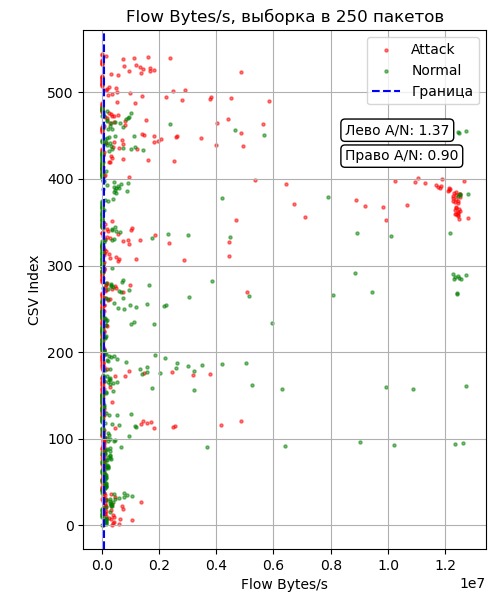 Flow Bytes/s, выборка в 250 пакетов
Attack
Normal
Граница
Лево A/N: 1.37
Право A/N: 0.90
CSV Index
500
400
300
200
100
0
0.0 0.2 0.4 0.6 0.8 1.0 1.2
1e7
Flow Bytes/s